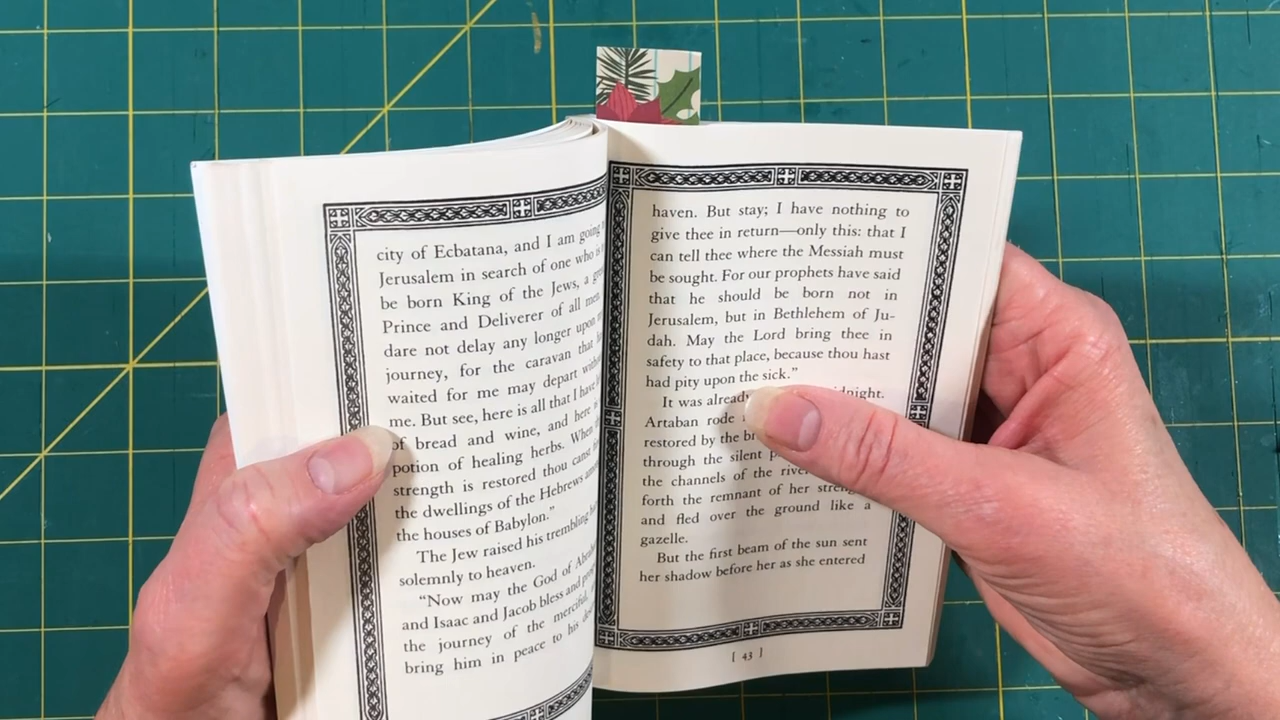 city of Ecbatana, and I am going
Jerusalem in search of one who is
be born King of the Jews, a
Prince and Deliverer of all men.
dare not delay any longer upon
journey, for the caravan that
waited for me may depart
me. But see, here is all that I have
of bread and wine, and here
potion of healing herbs. When
strength is restored thou canst
the dwellings of the Hebrews
the houses of Babylon.”
The Jew raised his trembling
solemnly to heaven.
“Now may the God of
and Isaac and Jacob bless and
the journey of the merciful,
bring him in peace to his
haven. But stay; I have nothing to
give thee in return—only this: that I
can tell thee where the Messiah must
be sought. For our prophets have said
that he should be born not in
Jerusalem, but in Bethlehem of Ju-
dah. May the Lord bring thee in
safety to that place, because thou hast
had pity upon the sick.”
It was already
Artaban rode
restored by the
through the silent
the channels of the
forth the remnant of her
and fled over the ground like a
gazelle.
But the first beam of the sun sent
her shadow before her as she entered
[ 43 ]